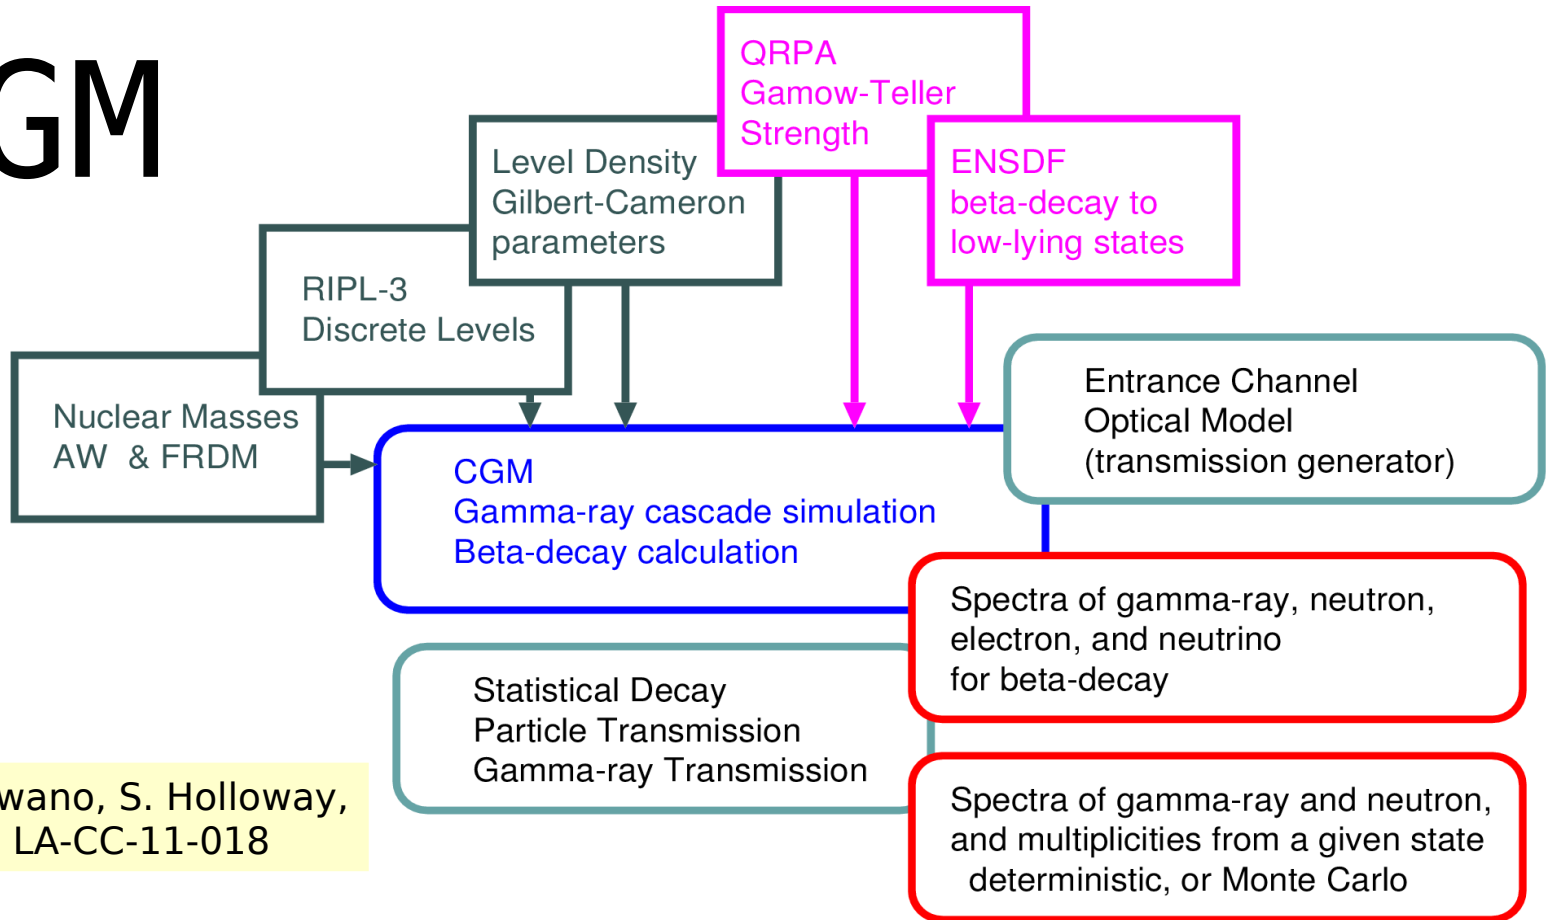 GM
QRPA
Gamow-Teller
Strength
Level Density
Gilbert-Cameron
parameters
ENSDF
beta-decay to
low-lying states
RIPL-3
Discrete Levels
Nuclear Masses
AW & FRDM
Entrance Channel
Optical Model
(transmission generator)
CGM
Gamma-ray cascade simulation
Beta-decay calculation
Spectra of gamma-ray, neutron,
electron, and neutrino
for beta-decay
Statistical Decay
Particle Transmission
Gamma-ray Transmission
Spectra of gamma-ray and neutron,
and multiplicities from a given state
deterministic, or Monte Carlo
wano, S. Holloway,
LA-CC-11-018